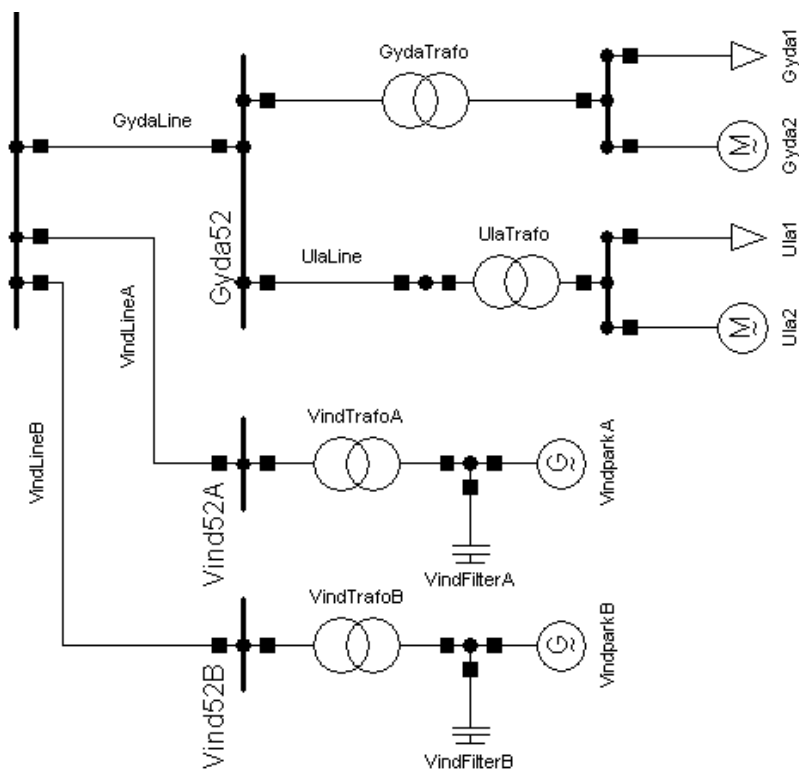 GydaTrafo
Gyda1
GydaLine
M
Gyda2
Gyda52
UlaLine
UlaTrafo
Ula1
M
Ula2
VindLineA
VindLineB
VindTrafoA
G
VindparkA
Vind52A
VindFilterA
VindTrafoB
G
VindparkB
Vind52B
VindFilterB